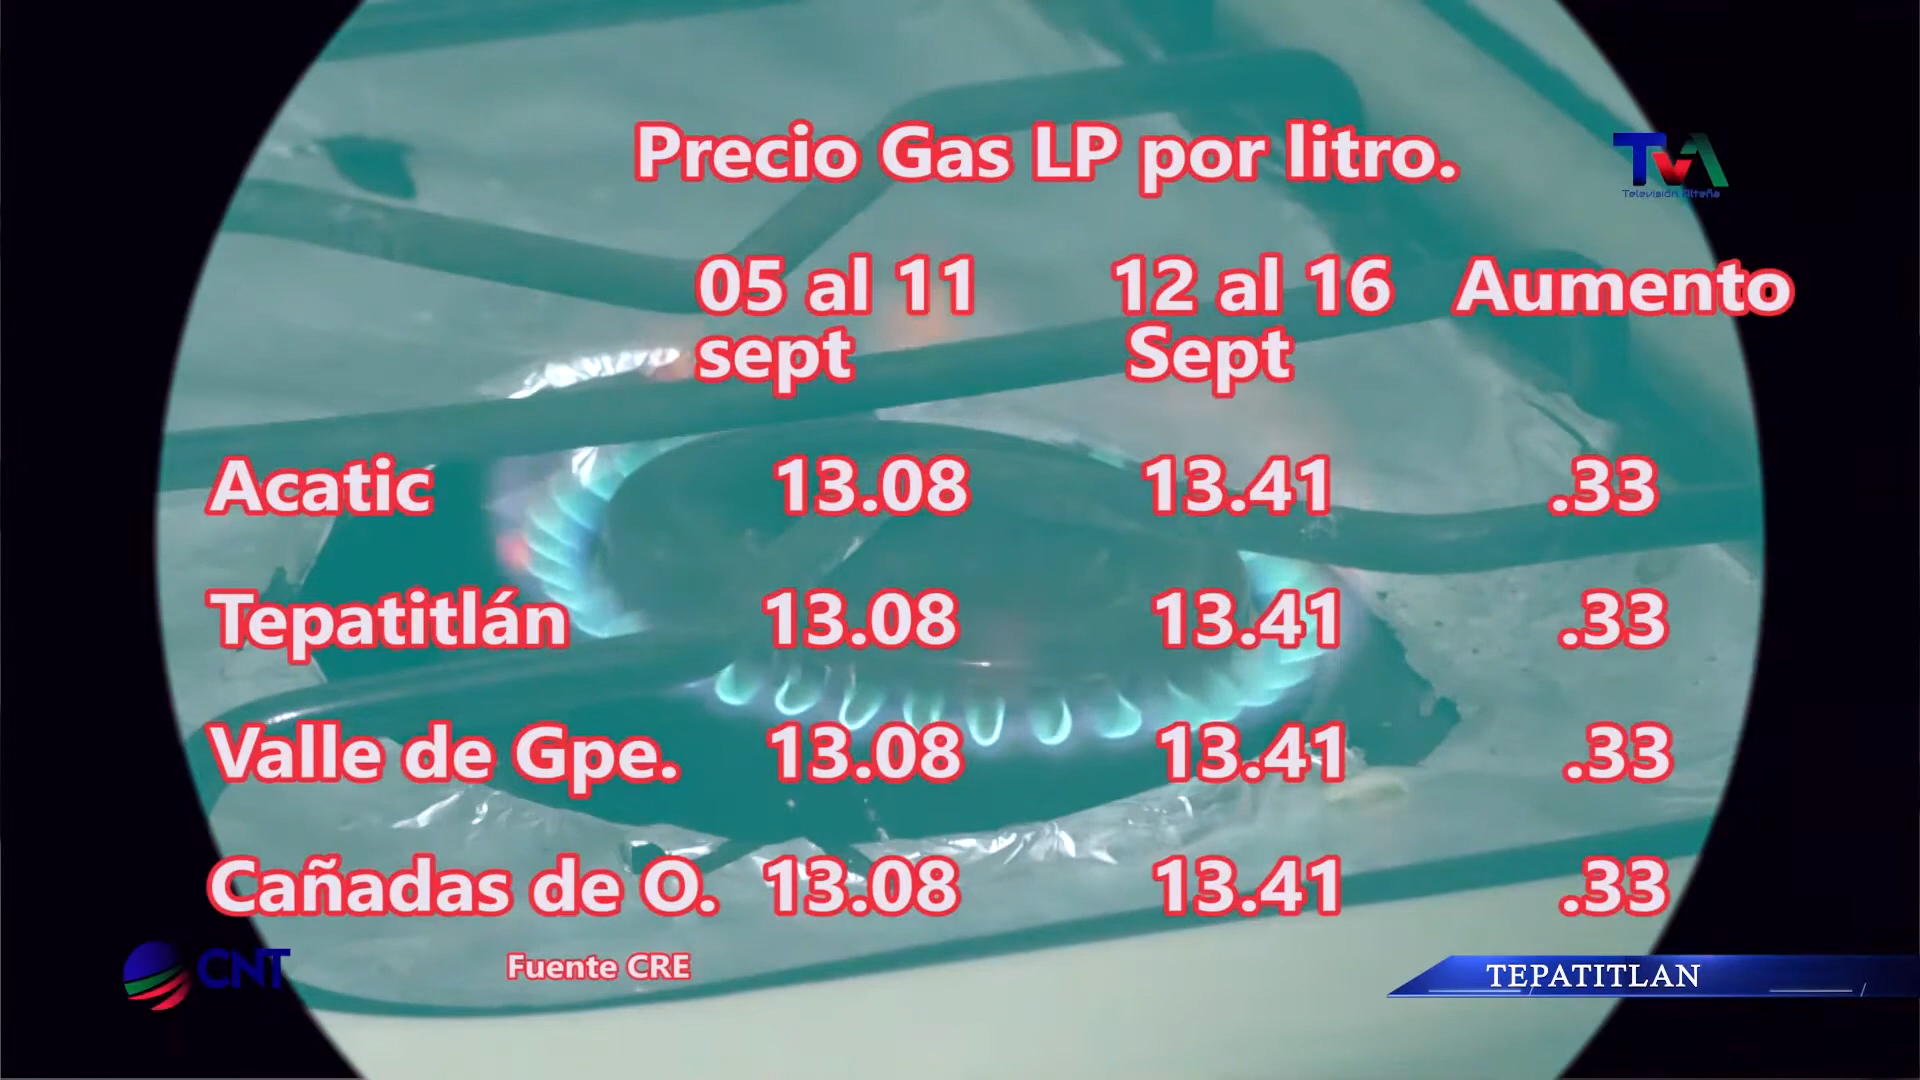 Precio Gas LP por litro.
TvA
Televisión Alteña
05 al 11 12 al 16 Aumento
sept Sept
Acatic 13.08 13.41 .33
Tepatitlán 13.08 13.41 .33
Valle de Gpe. 13.08 13.41 .33
Cañadas de O. 13.08 13.41 .33
CNT
Fuente CRE
TEPATITLAN